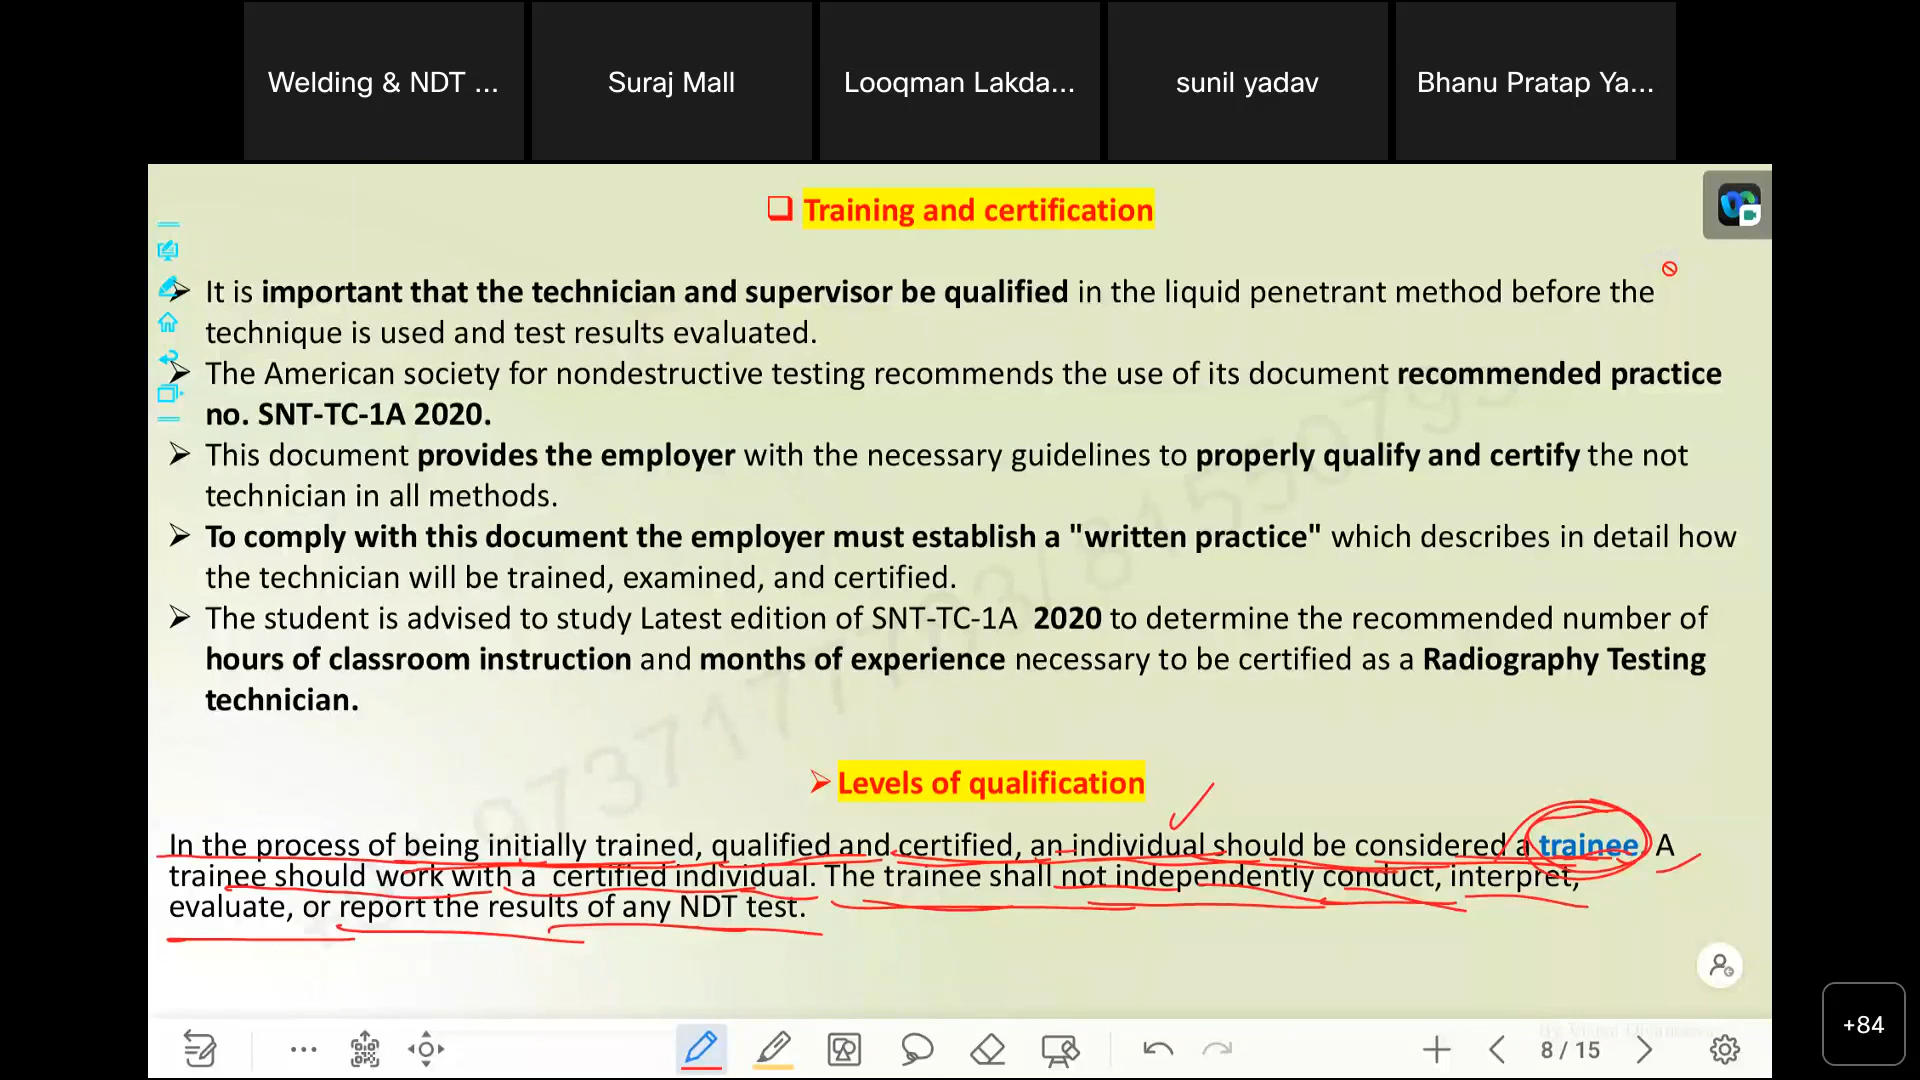 Welding & NDT ...
Suraj Mall
Looqman Lakda...
sunil yadav
Bhanu Pratap Ya...
Training and certification
It is important that the technician and supervisor be qualified in the liquid penetrant method before the
technique is used and test results evaluated.
The American society for nondestructive testing recommends the use of its document recommended practice
no. SNT-TC-1A 2020.
This document provides the employer with the necessary guidelines to properly qualify and certify the not
technician in all methods.
To comply with this document the employer must establish a "written practice" which describes in detail how
the technician will be trained, examined, and certified.
The student is advised to study Latest edition of SNT-TC-1A 2020 to determine the recommended number of
hours of classroom instruction and months of experience necessary to be certified as a Radiography Testing
technician.
Levels of qualification
In the process of being initially trained, qualified and certified, an individual should be considered a trainee. A
trainee should work with a certified individual. The trainee shall not independently conduct, interpret,
evaluate, or report the results of any NDT test.
8 / 15
+84